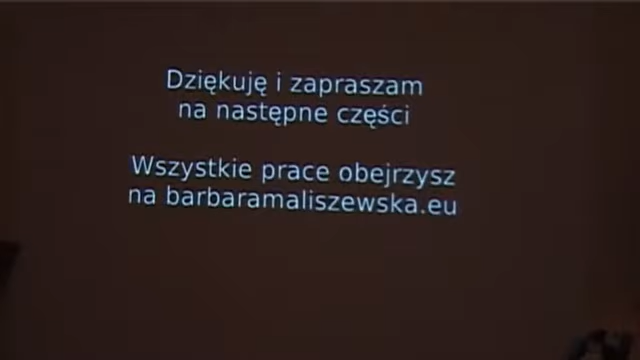 Dziękuję i zapraszam
na następne części
Wszystkie prace obejrzysz
na barbaramaliszewska.eu